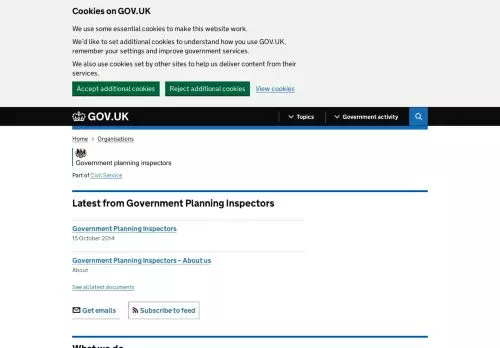 Cookies on GOV.UK
We use some essential cookies to make this website work.
We'd like to set additional cookies to understand how you use GOV.UK,
remember your settings and improve government services.
We also use cookies set by other sites to help us deliver content from their
services.
Accept additional cookies Reject additional cookies View cookies
GOV.UK Topics Government activity
Home Organisations
Government planning inspectors
Part of Civil Service
Latest from Government Planning Inspectors
Government Planning Inspectors
15 October 2014
Government Planning Inspectors – About us
About
See all latest documents
Get emails Subscribe to feed
What we do